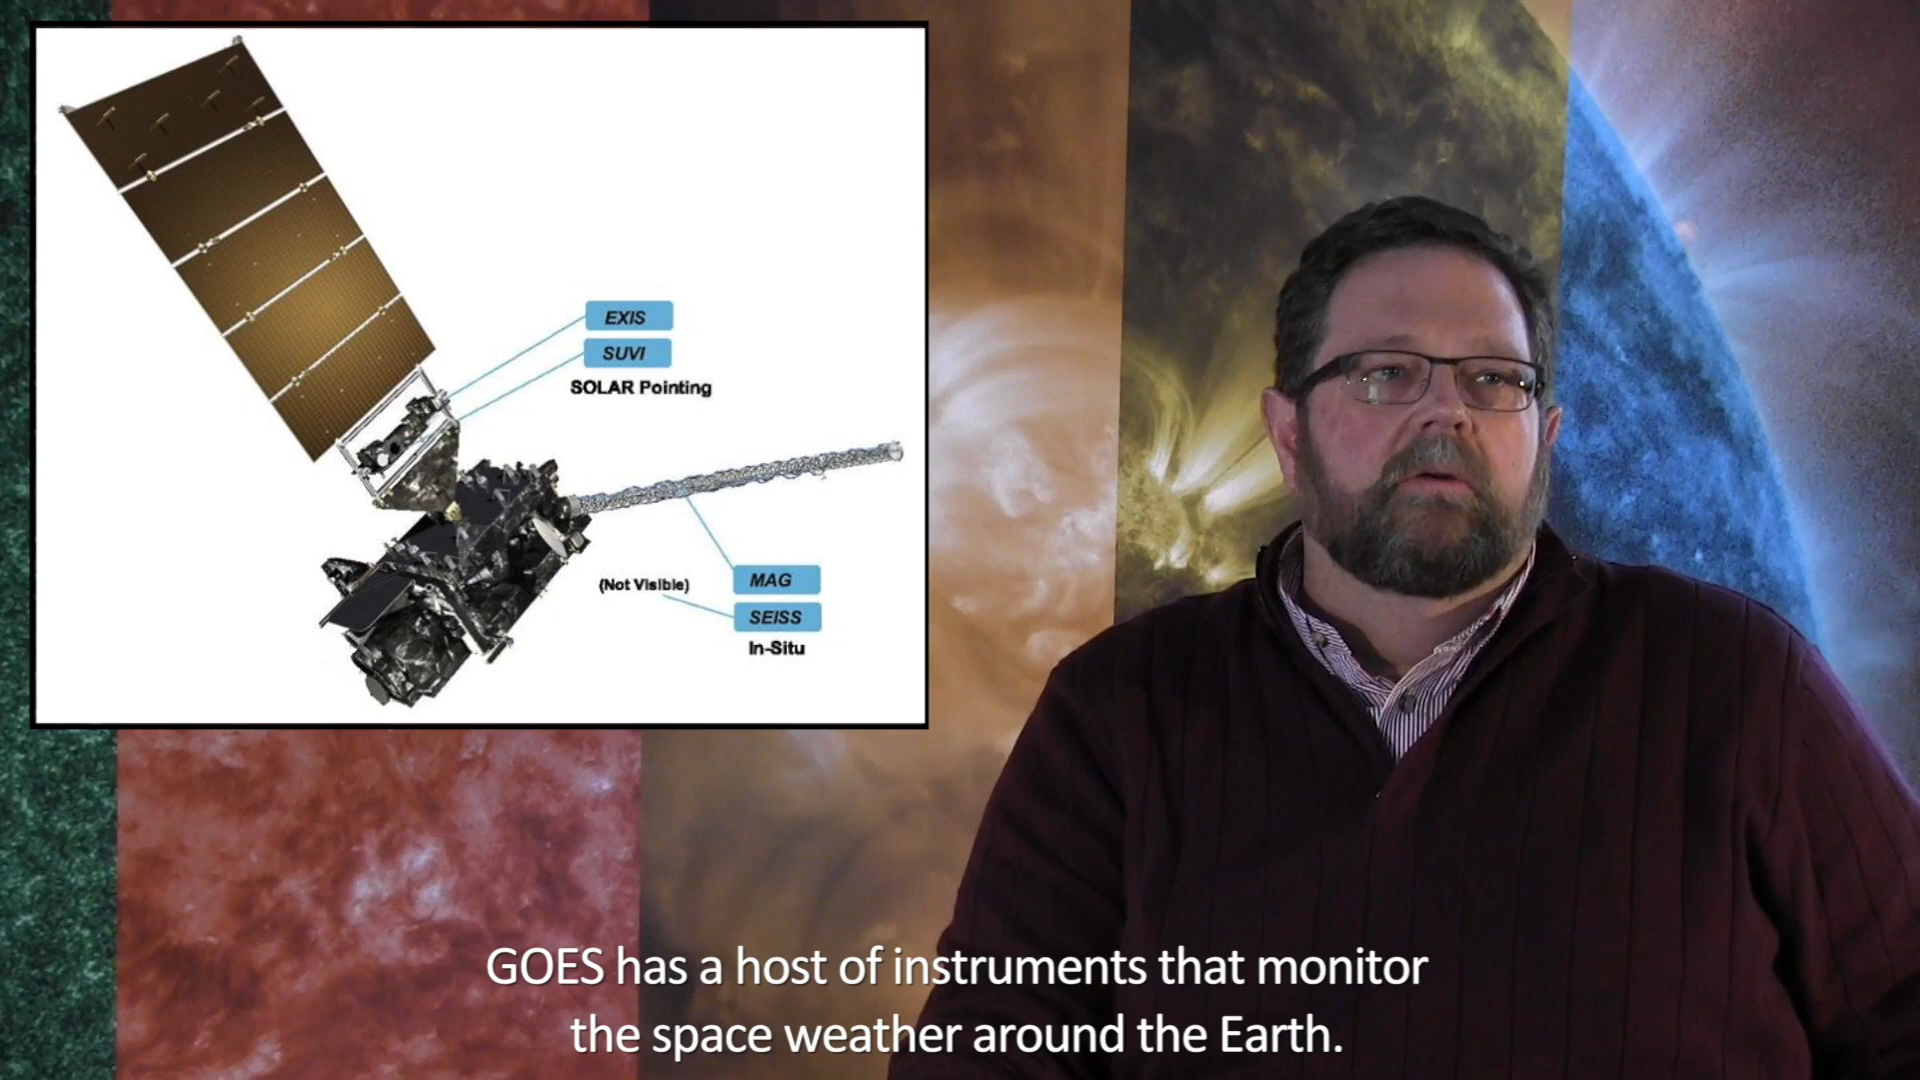 EXIS
SUVI
SOLAR Pointing
(Not Visible)
MAG
SEISS
In-Situ
GOES has a host of instruments that monitor
the space weather around the Earth.